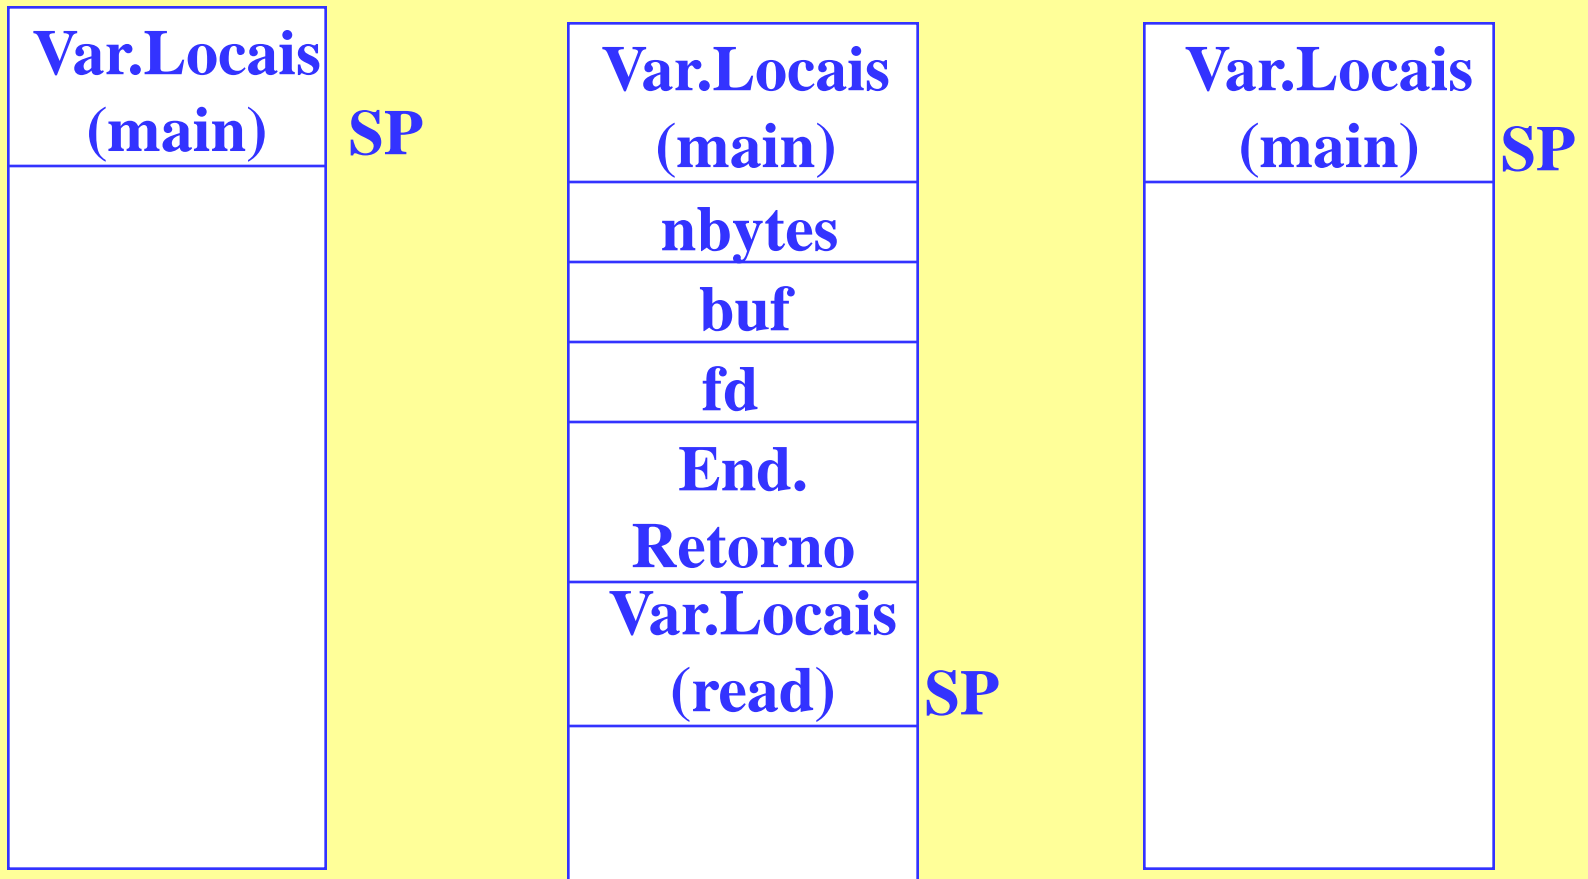 Var.Locais
(main)
SP
Var.Locais
(main)
nbytes
buf
fd
End.
Retorno
Var.Locais
(read)
SP
Var.Locais
(main)
SP